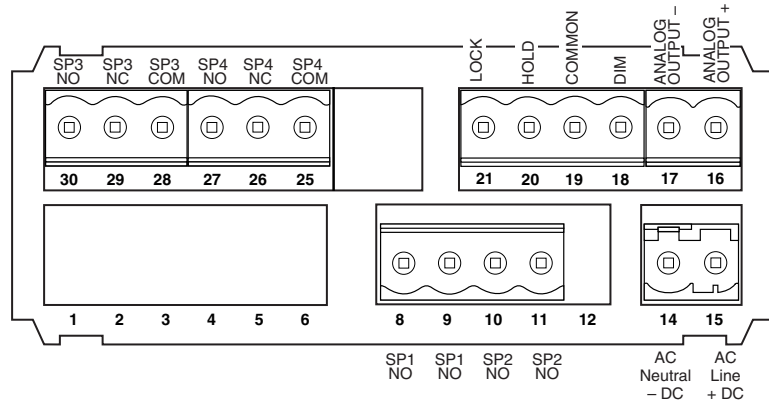 SP3 NO SP3 NC SP3 COM SP4 NO SP4 NC SP4 COM LOCK HOLD COMMON DIM ANALOG OUTPUT – ANALOG OUTPUT +
30 29 28 27 26 25 21 20 19 18 17 16
1 2 3 4 5 6 8 9 10 11 12 14 15
SP1 NO SP1 NO SP2 NO SP2 NO AC Neutral – DC AC Line + DC